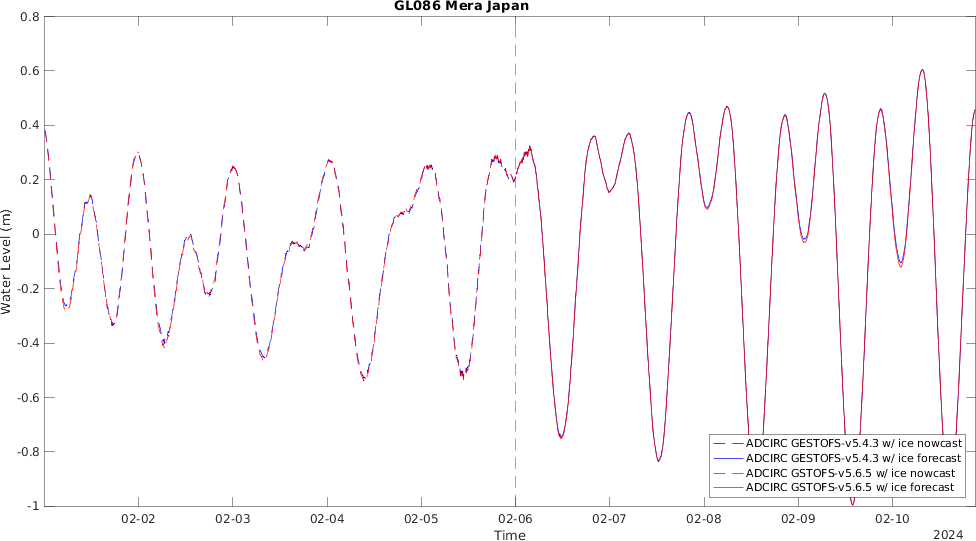 GL086 Mera Japan
0.8
0.6
0.4
0.2
0
-0.2
-0.4
-0.6
-0.8
-1
Water Level (m)
ADCIRC GESTOFS-v5.4.3 w/ ice nowcast
ADCIRC GESTOFS-v5.4.3 w/ ice forecast
ADCIRC GSTOFS-v5.6.5 w/ ice nowcast
ADCIRC GSTOFS-v5.6.5 w/ ice forecast
02-02 02-03 02-04 02-05 02-06 02-07 02-08 02-09 02-10
Time
2024